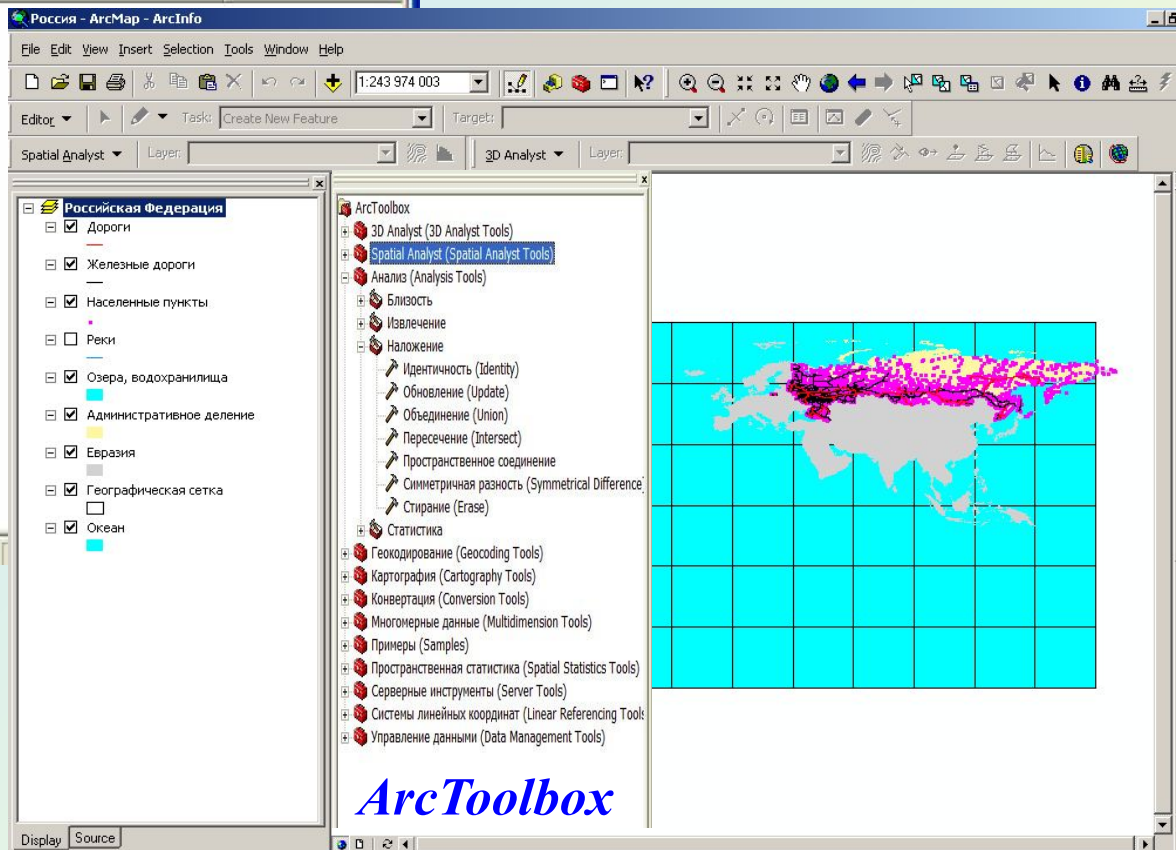 Россия - ArcMap - ArcInfo
File Edit View Insert Selection Tools Window Help
1:243 974 003
Editor Task: Create New Feature Target:
Spatial Analyst Layer: 3D Analyst Layer:
Российская Федерация
Дороги
Железные дороги
Населенные пункты
Реки
Озера, водохранилища
Административное деление
Евразия
Географическая сетка
Океан
Display Source
ArcToolbox
3D Analyst (3D Analyst Tools)
Spatial Analyst (Spatial Analyst Tools)
Анализ (Analysis Tools)
Близость
Извлечение
Наложение
Идентичность (Identity)
Обновление (Update)
Объединение (Union)
Пересечение (Intersect)
Пространственное соединение
Симметричная разность (Symmetrical Difference
Стирание (Erase)
Статистика
Геокодирование (Geocoding Tools)
Картография (Cartography Tools)
Конвертация (Conversion Tools)
Многомерные данные (Multidimension Tools)
Примеры (Samples)
Пространственная статистика (Spatial Statistics Tools)
Серверные инструменты (Server Tools)
Системы линейных координат (Linear Referencing Tools
Управление данными (Data Management Tools)
ArcToolbox